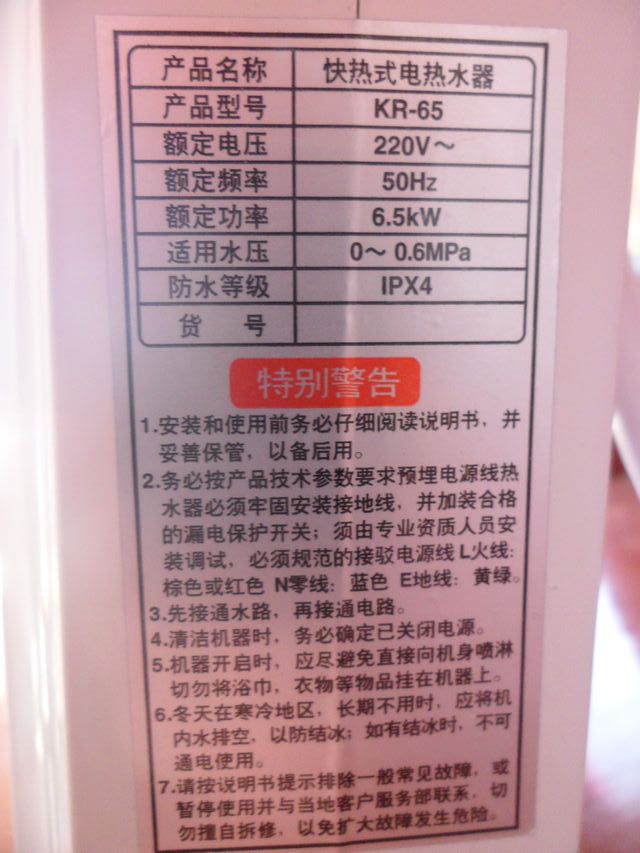 产品名称 快热式电热水器
产品型号 KR-65
额定电压 220V～
额定频率 50Hz
额定功率 6.5kW
适用水压 0～ 0.6MPa
防水等级 IPX4
货 号
特别警告
1.安装和使用前务必仔细阅读说明书，并
妥善保管，以备后用。
2.务必按产品技术参数要求预埋电源线热
水器必须牢固安装接地线，并加装合格
的漏电保护开关；须由专业资质人员安
装调试，必须规范的接驳电源线L火线：
棕色或红色 N零线：蓝色 E地线：黄绿。
3.先接通水路，再接通电路。
4.清洁机器时，务必确定已关闭电源。
5.机器开启时，应尽避免直接向机身喷淋
切勿将浴巾，衣物等物品挂在机器上。
6.冬天在寒冷地区，长期不用时，应将机
内水排空，以防结冰；如有结冰时，不可
通电使用。
7.请按说明书提示排除一般常见故障，或
暂停使用并与当地客户服务部联系，切
勿擅自拆修，以免扩大故障发生危险。